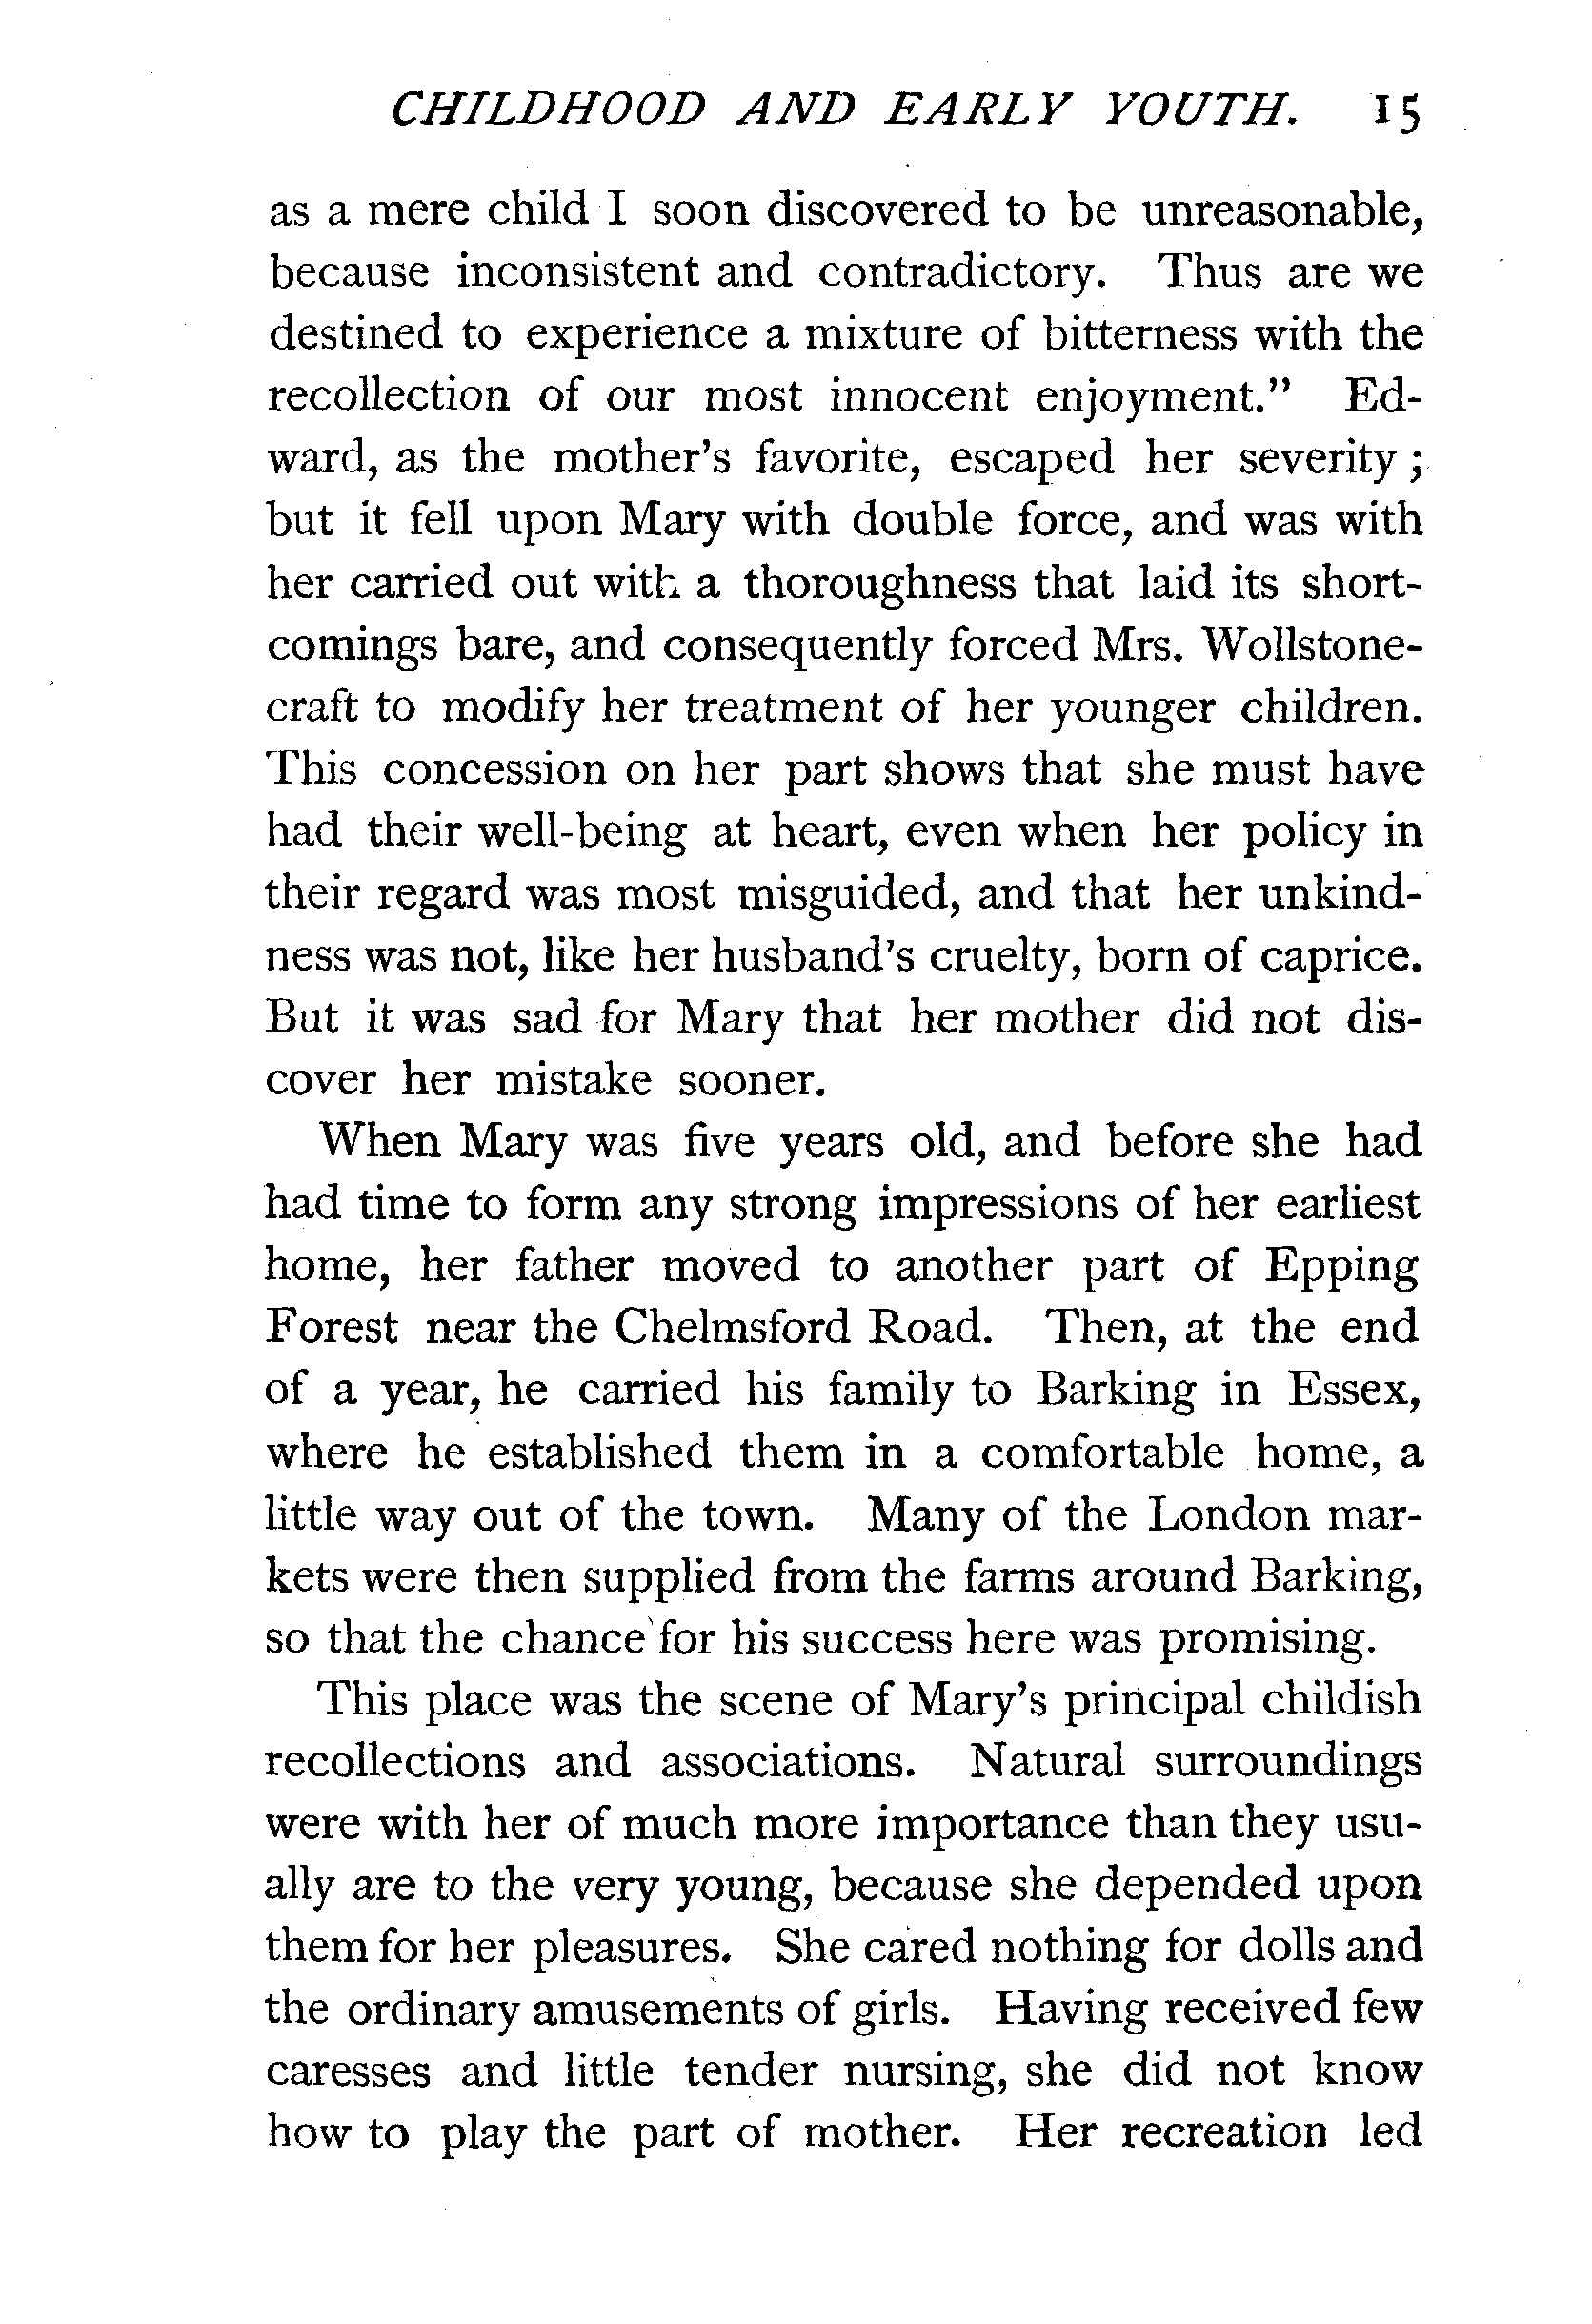 CHILDHOOD AND EARLY YOUTH. 15
as a mere child I soon discovered to be unreasonable,
because inconsistent and contradictory. Thus are we
destined to experience a mixture of bitterness with the
recollection of our most innocent enjoyment.” Ed-
ward, as the mother’s favorite, escaped her severity ;
but it fell upon Mary with double force, and was with
her carried out with a thoroughness that laid its short-
comings bare, and consequently forced Mrs. Wollstone-
craft to modify her treatment of her younger children.
This concession on her part shows that she must have
had their well-being at heart, even when her policy in
their regard was most misguided, and that her unkind-
ness was not, like her husband’s cruelty, born of caprice.
But it was sad for Mary that her mother did not dis-
cover her mistake sooner.
When Mary was five years old, and before she had
had time to form any strong impressions of her earliest
home, her father moved to another part of Epping
Forest near the Chelmsford Road. Then, at the end
of a year, he carried his family to Barking in Essex,
where he established them in a comfortable home, a
little way out of the town. Many of the London mar-
kets were then supplied from the farms around Barking,
so that the chance for his success here was promising.
This place was the scene of Mary’s principal childish
recollections and associations. Natural surroundings
were with her of much more importance than they usu-
ally are to the very young, because she depended upon
them for her pleasures. She cared nothing for dolls and
the ordinary amusements of girls. Having received few
caresses and little tender nursing, she did not know
how to play the part of mother. Her recreation led